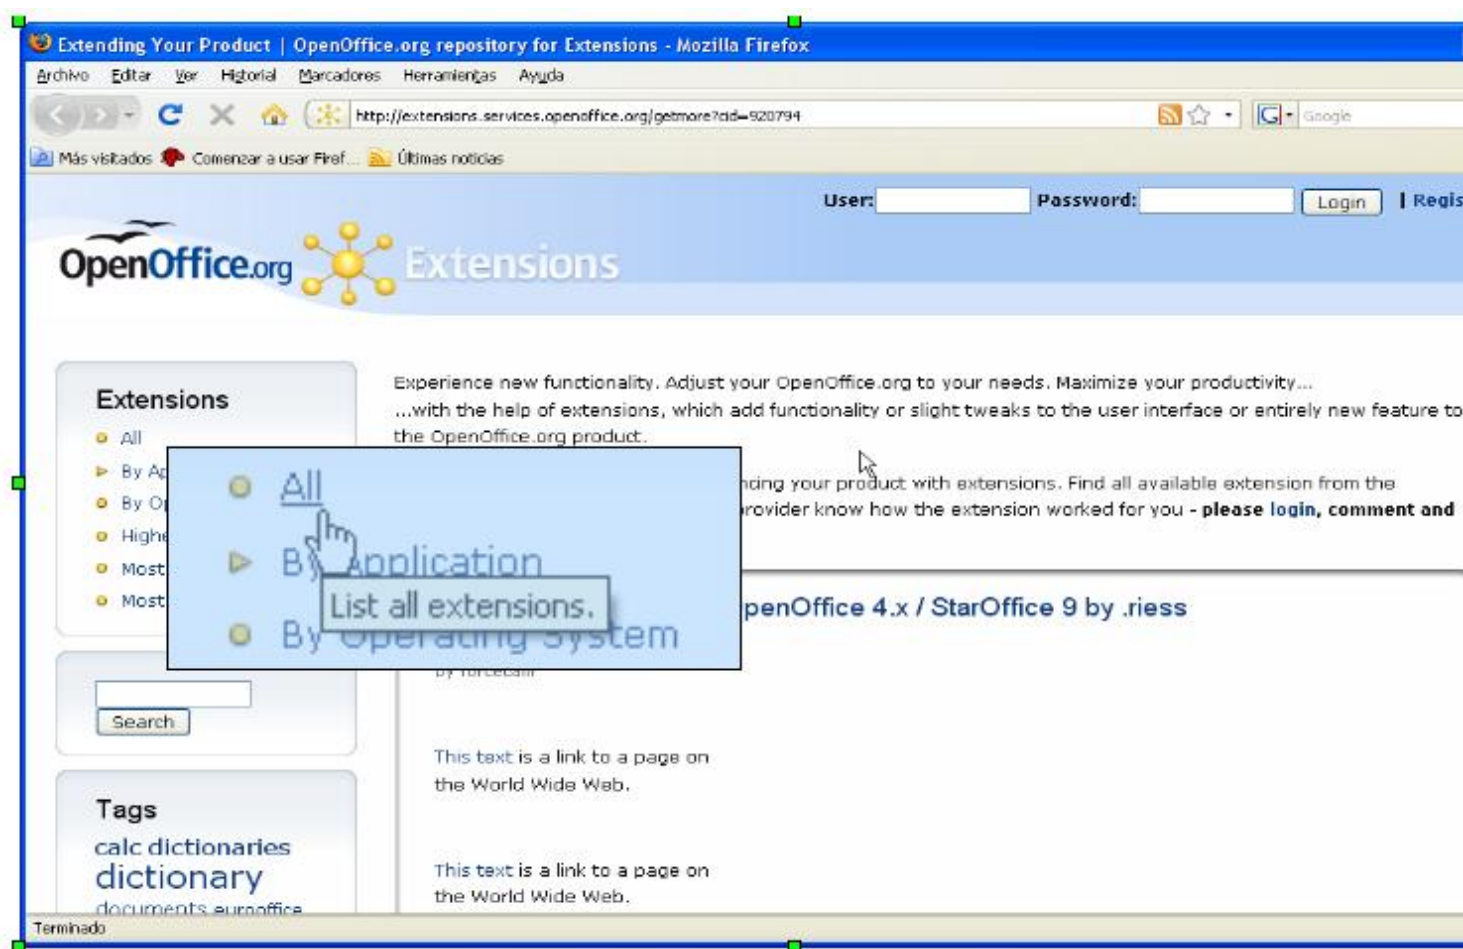 Extending Your Product | OpenOffice.org repository for Extensions - Mozilla Firefox
Archivo Editar Ver Historial Marcadores Herramientas Ayuda
http://extensions.services.openoffice.org/getmore?cid=920794
Google
Más visitados Comenzar a usar Firef... Últimas noticias
User: Password: Login | Regis
OpenOffice.org Extensions
Extensions
All
By Ap
By Op
Highe
Most
Most
Experience new functionality. Adjust your OpenOffice.org to your needs. Maximize your productivity...
...with the help of extensions, which add functionality or slight tweaks to the user interface or entirely new feature to
the OpenOffice.org product.
ncing your product with extensions. Find all available extension from the
rovider know how the extension worked for you - please login, comment and
All
By Application
List all extensions.
By Operating System
penOffice 4.x / StarOffice 9 by .riess
Search
This text is a link to a page on
the World Wide Web.
Tags
calc dictionaries
dictionary
documents eurooffice
This text is a link to a page on
the World Wide Web.
Terminado